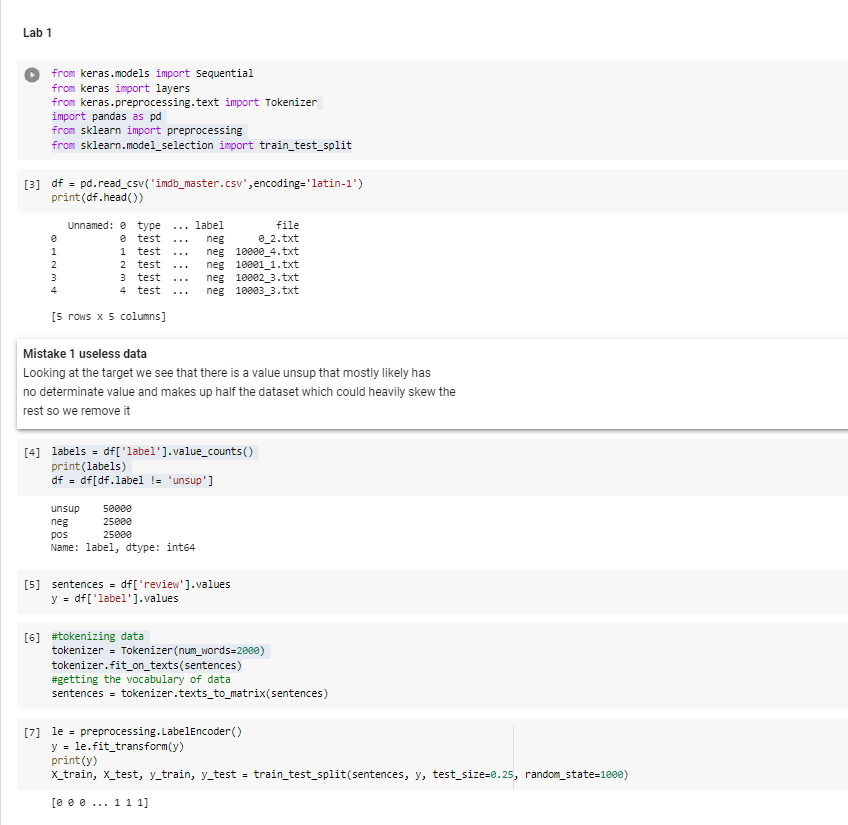 Lab 1
from keras.models import Sequential
from keras import layers
from keras.preprocessing.text import Tokenizer
import pandas as pd
from sklearn import preprocessing
from sklearn.model_selection import train_test_split
[3] df = pd.read_csv('imdb_master.csv',encoding='latin-1')
print(df.head())
Unnamed: 0 type ... label file
0 0 test ... neg 0_2.txt
1 1 test ... neg 10000_4.txt
2 2 test ... neg 10001_1.txt
3 3 test ... neg 10002_3.txt
4 4 test ... neg 10003_3.txt
[5 rows x 5 columns]
Mistake 1 useless data
Looking at the target we see that there is a value unsup that mostly likely has
no determinate value and makes up half the dataset which could heavily skew the
rest so we remove it
[4] labels = df['label'].value_counts()
print(labels)
df = df[df.label != 'unsup']
unsup 50000
neg 25000
pos 25000
Name: label, dtype: int64
[5] sentences = df['review'].values
y = df['label'].values
[6] #tokenizing data
tokenizer = Tokenizer(num_words=2000)
tokenizer.fit_on_texts(sentences)
#getting the vocabulary of data
sentences = tokenizer.texts_to_matrix(sentences)
[7] le = preprocessing.LabelEncoder()
y = le.fit_transform(y)
print(y)
X_train, X_test, y_train, y_test = train_test_split(sentences, y, test_size=0.25, random_state=1000)
[0 0 0 ... 1 1 1]